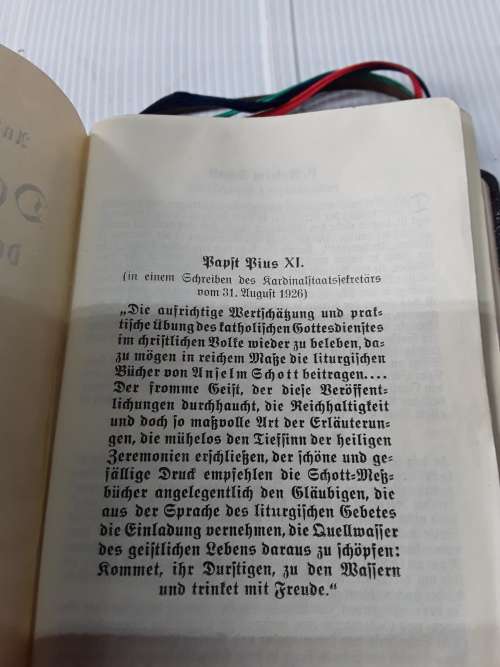 Papst Pius XI.
(in einem Schreiben des Kardinalstaatssekretärs
vom 31. August 1926)
„Die aufrichtige Wertschätzung und prak-
tische Übung des katholischen Gottesdienstes
im christlichen Volke wieder zu beleben, da-
zu mögen in reichem Maße die liturgischen
Bücher von Anselm Schott beitragen....
Der fromme Geist, der diese Veröffent-
lichungen durchhaucht, die Reichhaltigkeit
und doch so maßvolle Art der Erläuterun-
gen, die mühelos den Tiefsinn der heiligen
Zeremonien erschließen, der schöne und ge-
fällige Druck empfehlen die Schott-Meß-
bücher angelegentlich den Gläubigen, die
aus der Sprache des liturgischen Gebetes
die Einladung vernehmen, die Quellwasser
des geistlichen Lebens daraus zu schöpfen:
Kommet, ihr Durstigen, zu den Wassern
und trinket mit Freude.“